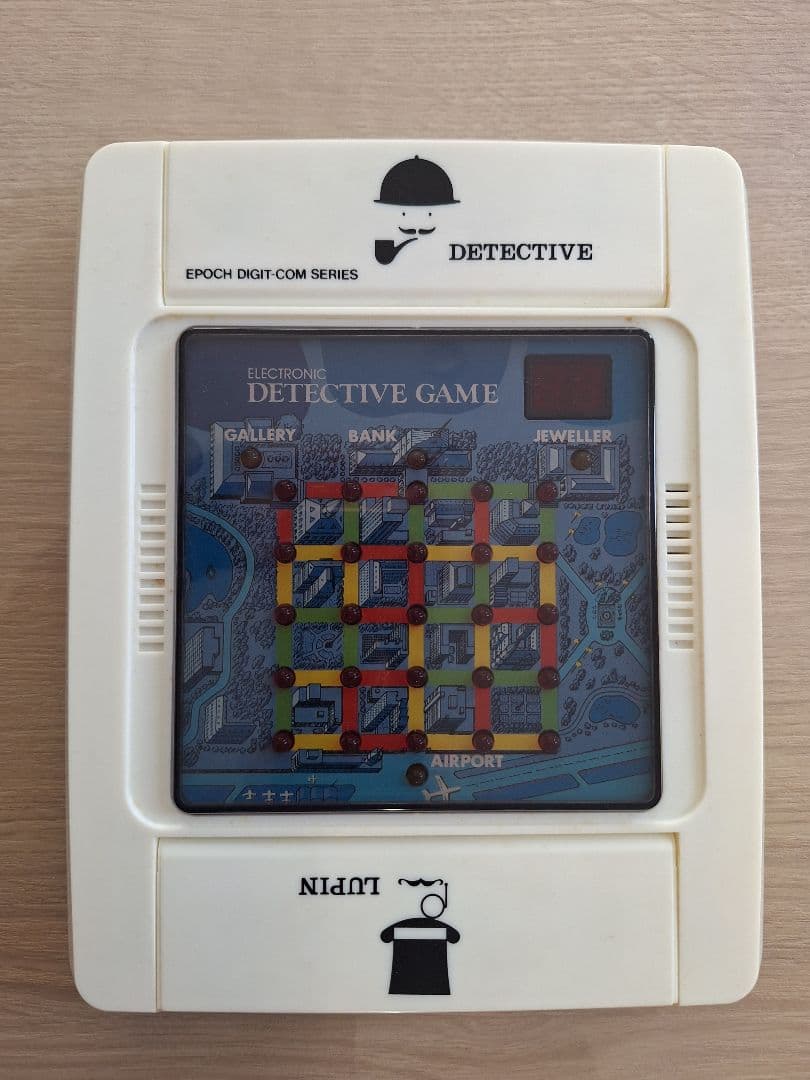 DETECTIVE
EPOCH DIGIT-COM SERIES
ELECTRONIC
DETECTIVE GAME
GALLERY
BANK
JEWELLER
AIRPORT
LUPIN